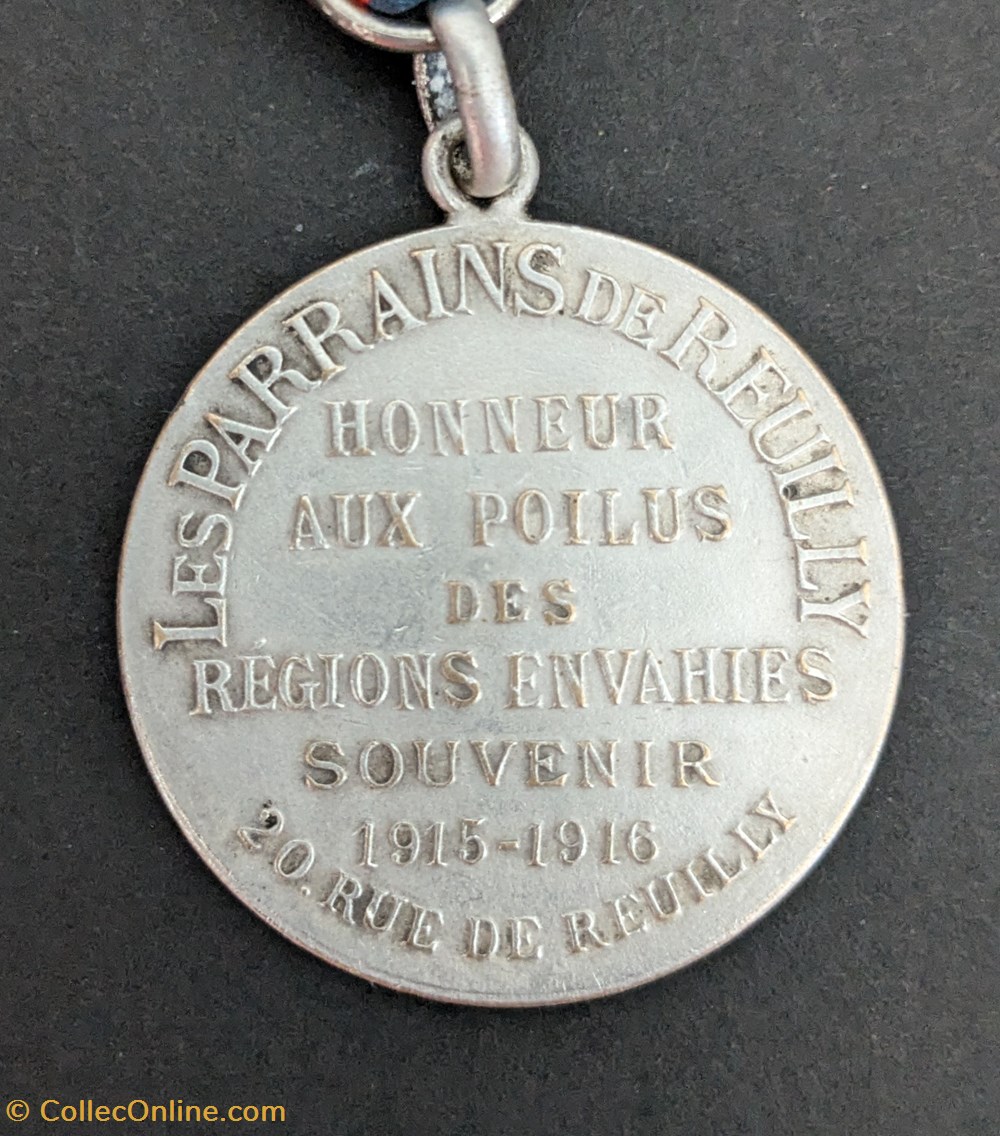 LES PARRAINS DE REUILLY
HONNEUR
AUX POILUS
DES
RÉGIONS ENVAHIES
SOUVENIR
1915-1916
20. RUE DE REUILLY
© CollecOnline.com